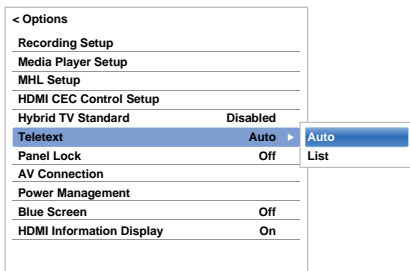 < Options
Recording Setup
Media Player Setup
MHL Setup
HDMI CEC Control Setup
Hybrid TV Standard Disabled
Teletext Auto
Auto
Panel Lock Off
List
AV Connection
Power Management
Blue Screen Off
HDMI Information Display On